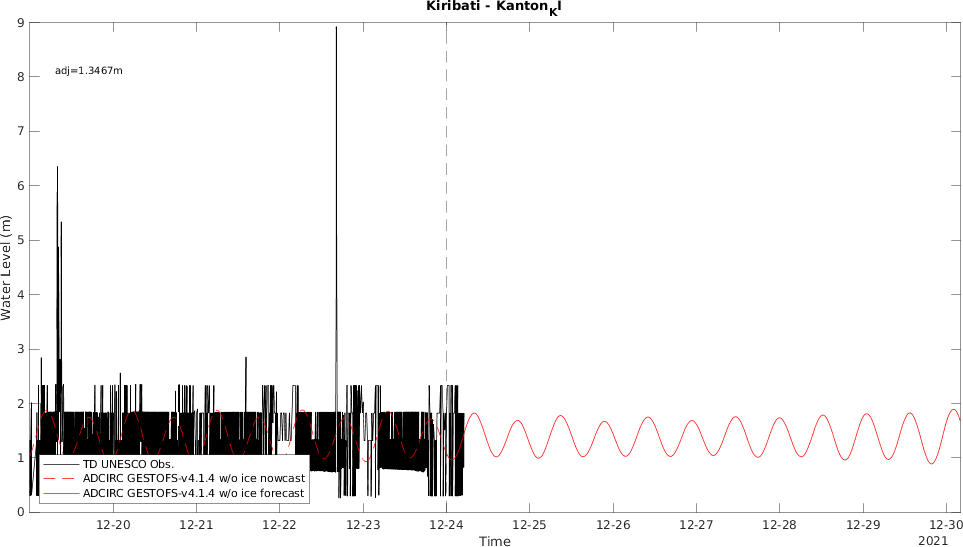 Kiribati - KantonKI
9
8
adj=1.3467m
7
6
5
4
3
2
1
0
Water Level (m)
TD UNESCO Obs.
ADCIRC GESTOFS-v4.1.4 w/o ice nowcast
ADCIRC GESTOFS-v4.1.4 w/o ice forecast
12-20 12-21 12-22 12-23 12-24 12-25 12-26 12-27 12-28 12-29 12-30
Time
2021